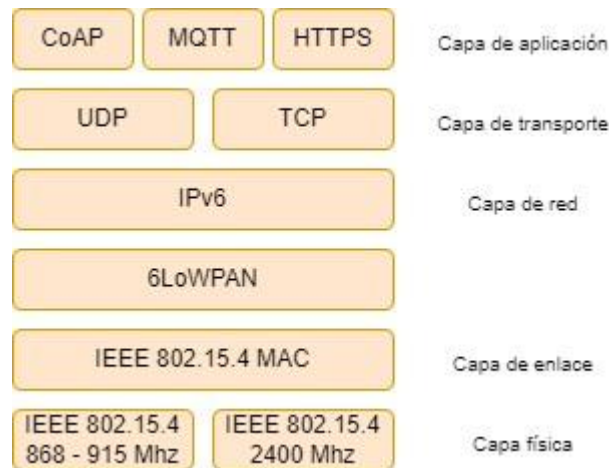 CoAP MQTT HTTPS Capa de aplicación
UDP TCP Capa de transporte
IPv6 Capa de red
6LoWPAN
IEEE 802.15.4 MAC Capa de enlace
IEEE 802.15.4 IEEE 802.15.4
868 - 915 Mhz 2400 Mhz Capa física